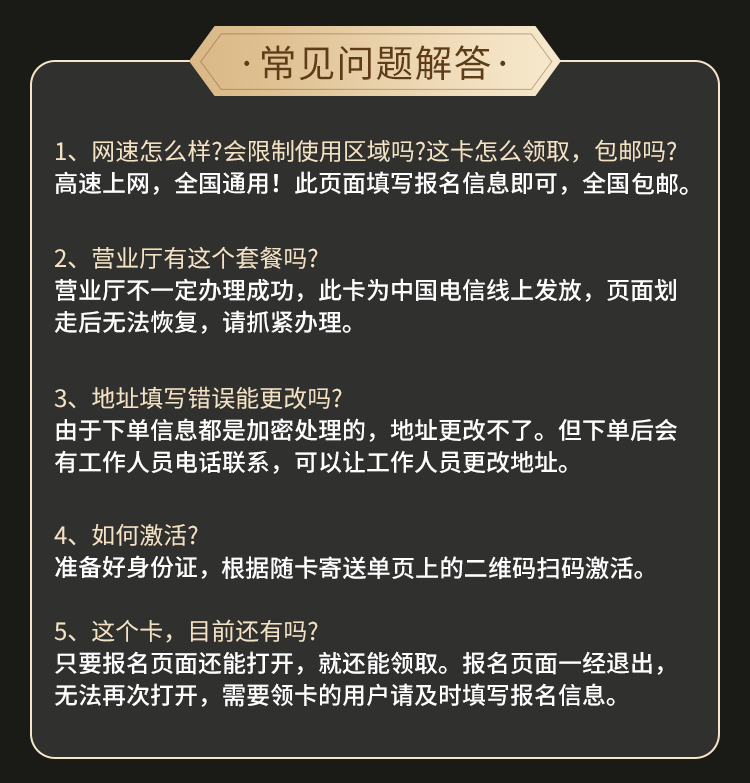 ·常见问题解答·
1、网速怎么样?会限制使用区域吗?这卡怎么领取，包邮吗?
高速上网，全国通用！此页面填写报名信息即可，全国包邮。
2、营业厅有这个套餐吗?
营业厅不一定办理成功，此卡为中国电信线上发放，页面划
走后无法恢复，请抓紧办理。
3、地址填写错误能更改吗?
由于下单信息都是加密处理的，地址更改不了。但下单后会
有工作人员电话联系，可以让工作人员更改地址。
4、如何激活?
准备好身份证，根据随卡寄送单页上的二维码扫码激活。
5、这个卡，目前还有吗?
只要报名页面还能打开，就还能领取。报名页面一经退出，
无法再次打开，需要领卡的用户请及时填写报名信息。